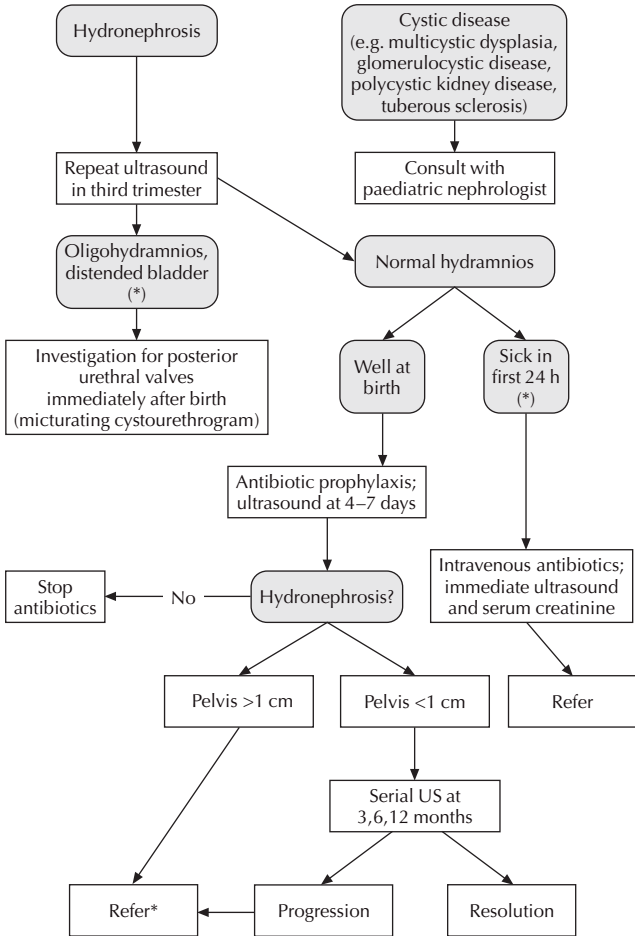 Hydronephrosis
Cystic disease
(e.g. multicystic dysplasia,
glomerulocystic disease,
polycystic kidney disease,
tuberous sclerosis)
Repeat ultrasound
in third trimester
Consult with
paediatric nephrologist
Oligohydramnios,
distended bladder
(*)
Normal hydramnios
Investigation for posterior
urethral valves
immediately after birth
(micturating cystourethrogram)
Well at
birth
Sick in
first 24 h
(*)
Antibiotic prophylaxis;
ultrasound at 4–7 days
Intravenous antibiotics;
immediate ultrasound
and serum creatinine
Stop
antibiotics
No
Hydronephrosis?
Pelvis >1 cm
Pelvis <1 cm
Refer
Serial US at
3,6,12 months
Refer*
Progression
Resolution